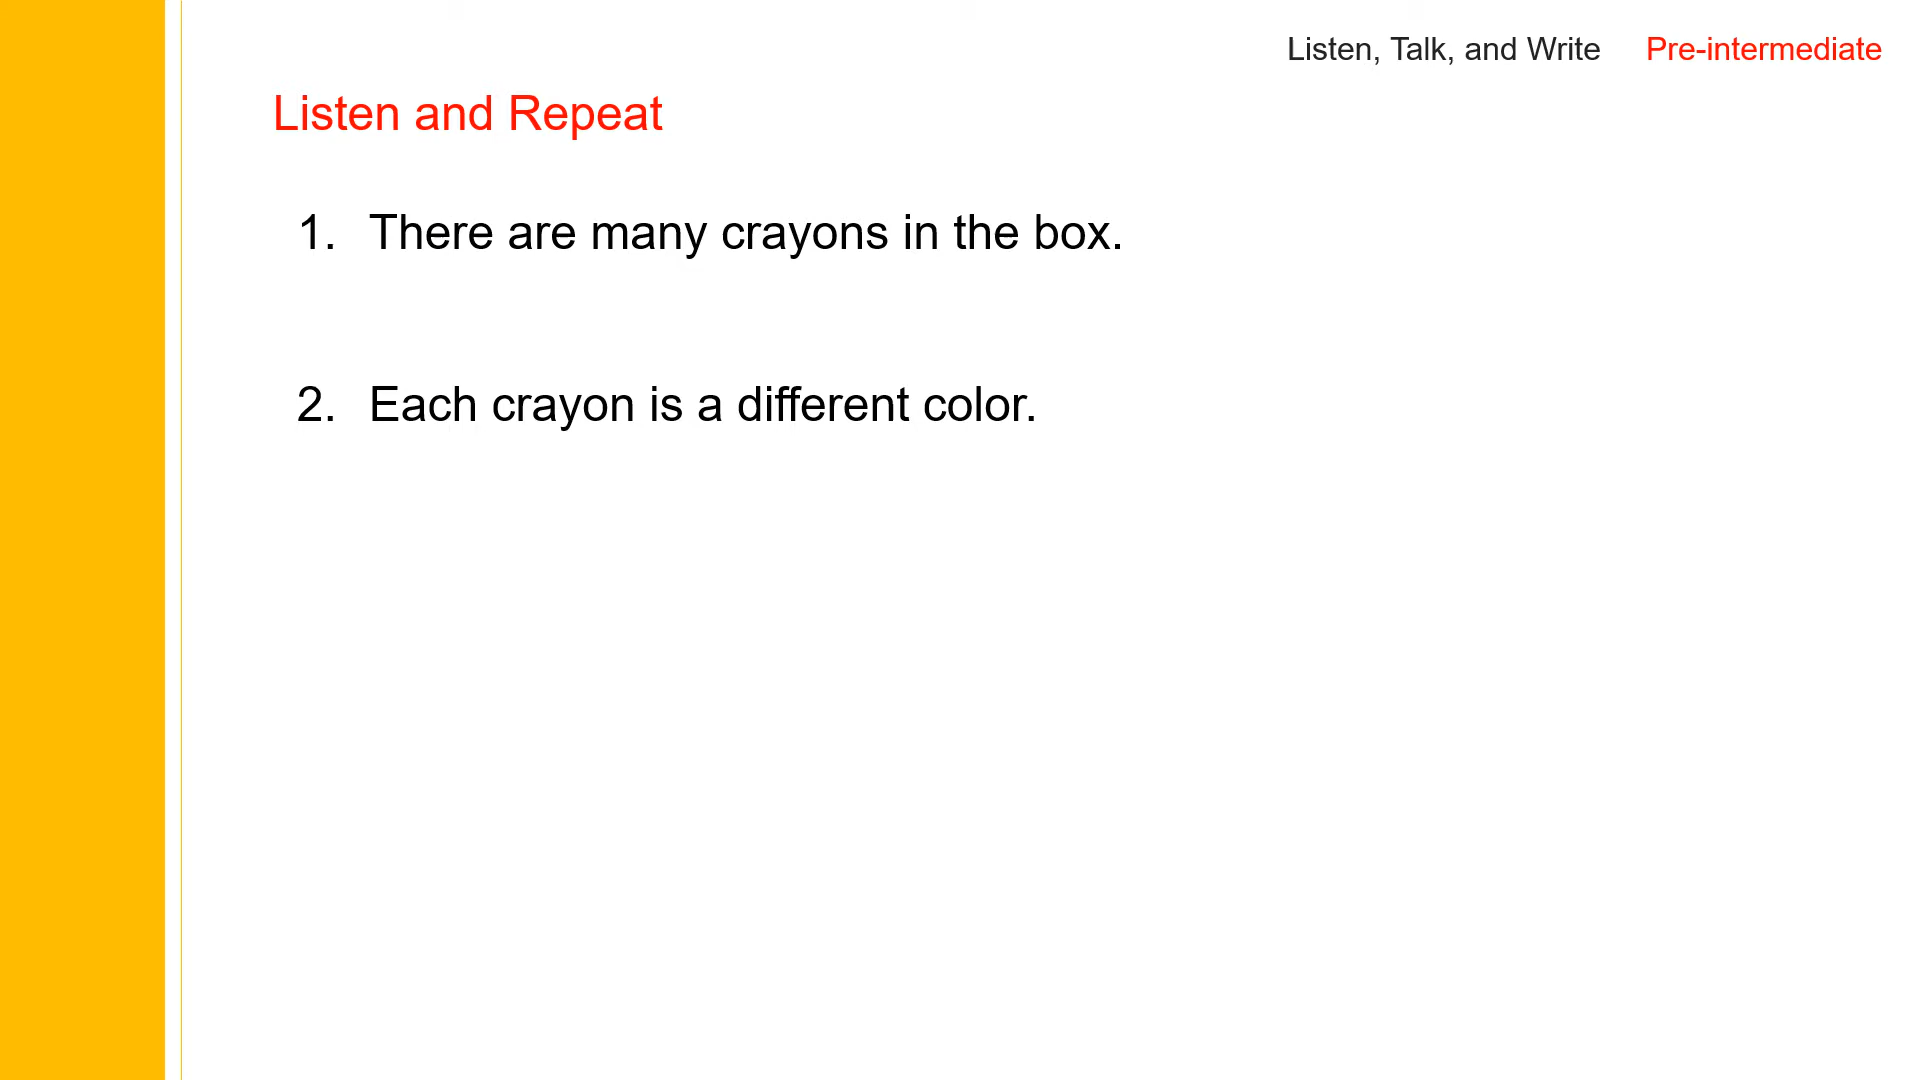 Listen, Talk, and Write Pre-intermediate
Listen and Repeat
1. There are many crayons in the box.
2. Each crayon is a different color.